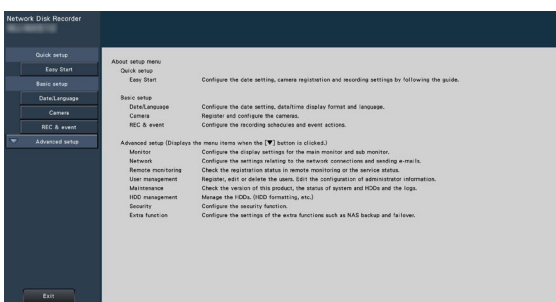 Network Disk Recorder
Quick setup
Easy Start
Basic setup
Date/Language
Camera
REC & event
Advanced setup
Exit
About setup menu
Quick setup
Easy Start Configure the date setting, camera registration and recording settings by following the guide.
Basic setup
Date/Language Configure the date setting, date/time display format and language.
Camera Register and configure the cameras.
REC & event Configure the recording schedules and event actions.
Advanced setup (Displays the menu items when the [▼] button is clicked.)
Monitor Configure the display settings for the main monitor and sub monitor.
Network Configure the settings relating to the network connections and sending e-mails.
Remote monitoring Check the registration status in remote monitoring or the service status.
User management Register, edit or delete the users. Edit the configuration of administrator information.
Maintenance Check the version of this product, the status of system and HDDs and the logs.
HDD management Manage the HDDs. (HDD formatting, etc.)
Security Configure the security function.
Extra function Configure the settings of the extra functions such as NAS backup and failover.